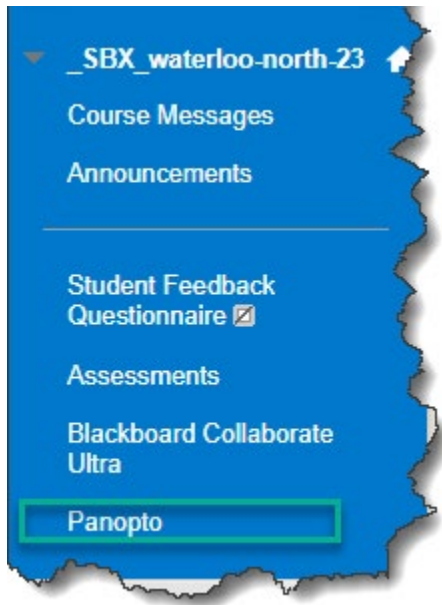 _SBX_waterloo-north-23
Course Messages
Announcements
Student Feedback
Questionnaire
Assessments
Blackboard Collaborate
Ultra
Panopto